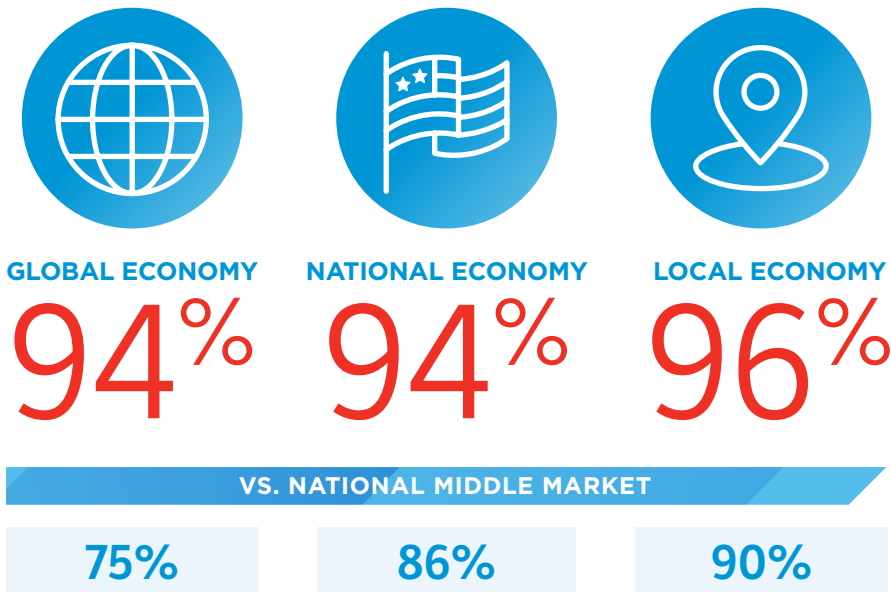 GLOBAL ECONOMY NATIONAL ECONOMY LOCAL ECONOMY
94% 94% 96%
VS. NATIONAL MIDDLE MARKET
75% 86% 90%